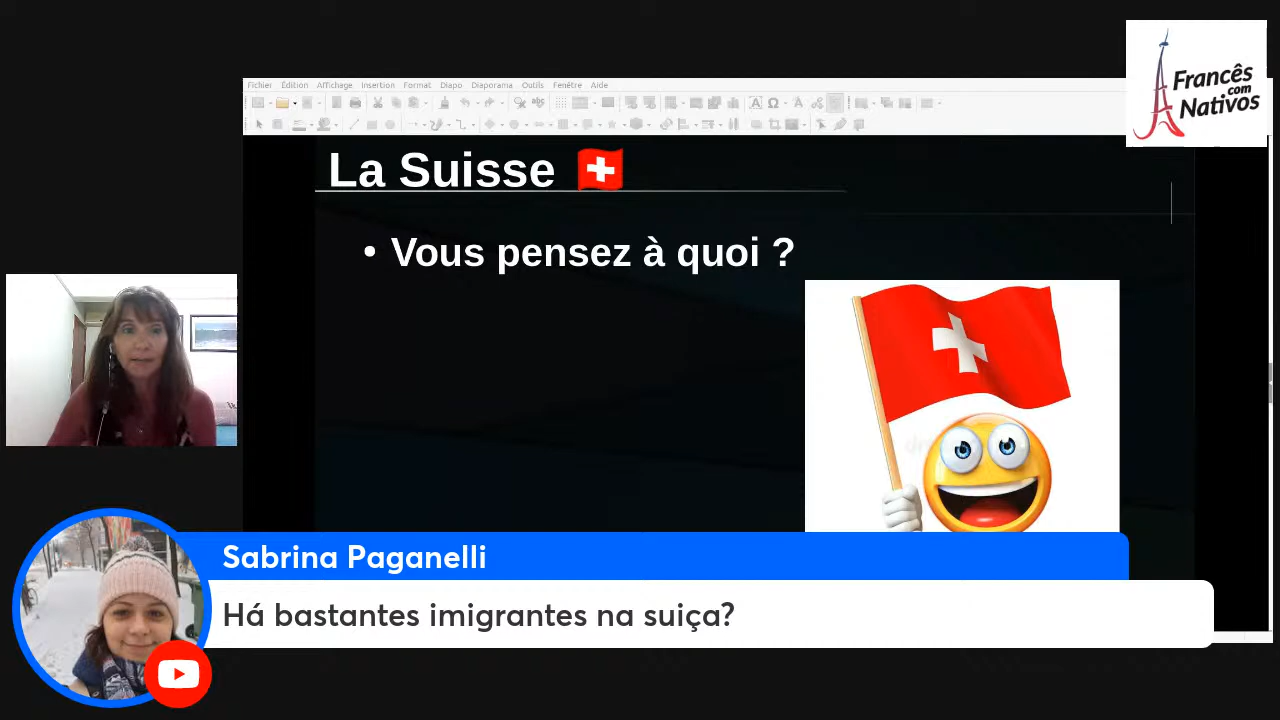 Francês
.com
Nativos
Fichier Édition Affichage Insertion Format Diapo Diaporama Outils Fenêtre Aide
La Suisse
• Vous pensez à quoi ?
Sabrina Paganelli
Há bastantes imigrantes na suiça?